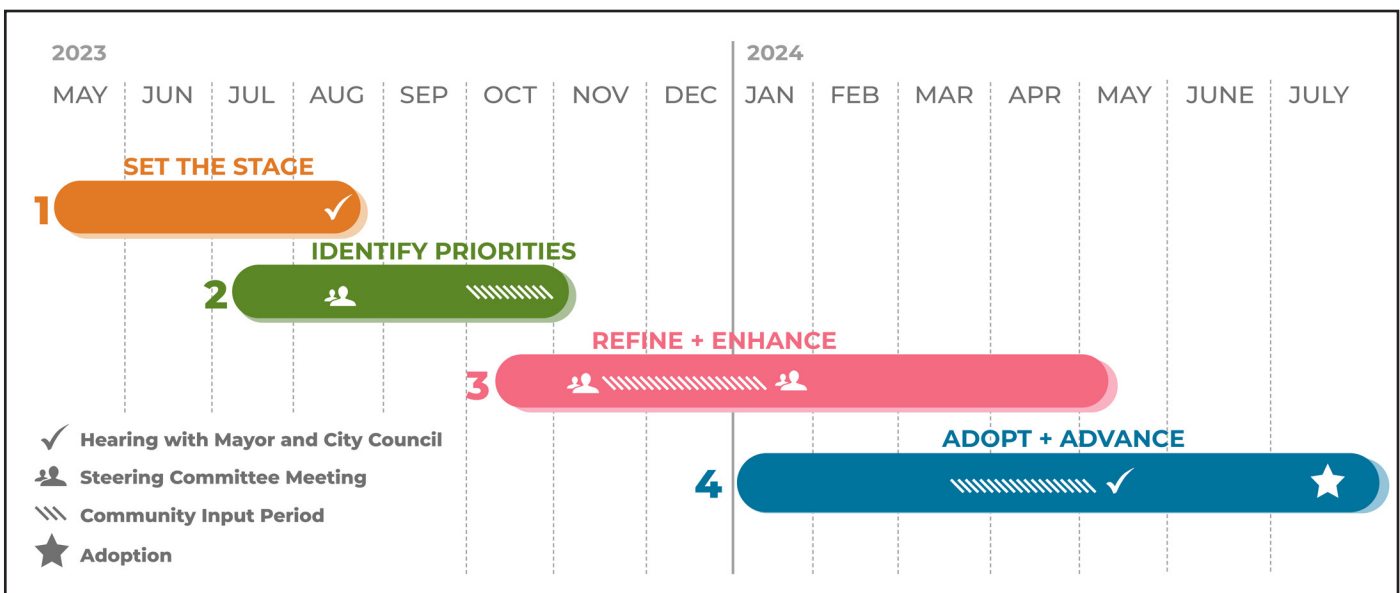 2023
2024
MAY JUN JUL AUG SEP OCT NOV DEC JAN FEB MAR APR MAY JUNE JULY
SET THE STAGE
1
IDENTIFY PRIORITIES
2
REFINE + ENHANCE
3
ADOPT + ADVANCE
4
Hearing with Mayor and City Council
Steering Committee Meeting
Community Input Period
Adoption